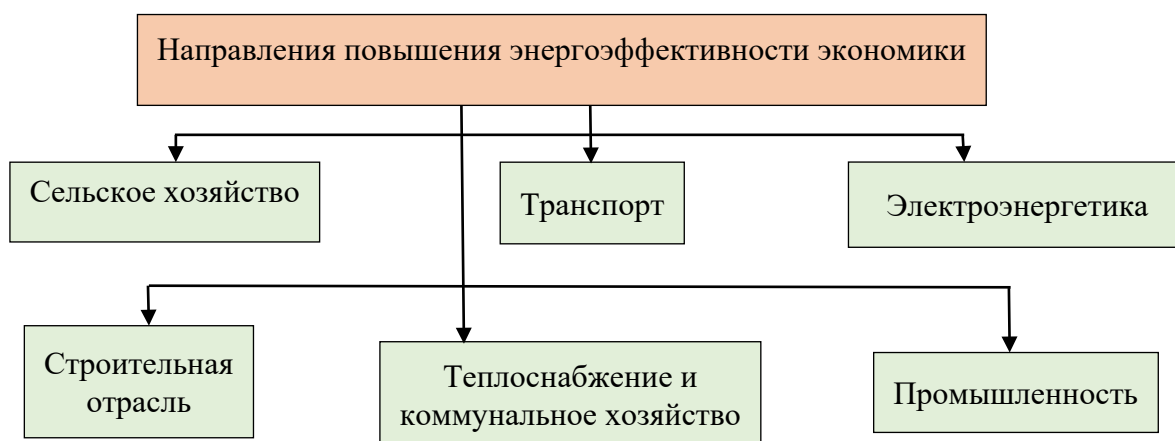 Направления повышения энергоэффективности экономики
Сельское хозяйство
Транспорт
Электроэнергетика
Строительная
отрасль
Теплоснабжение и
коммунальное хозяйство
Промышленность